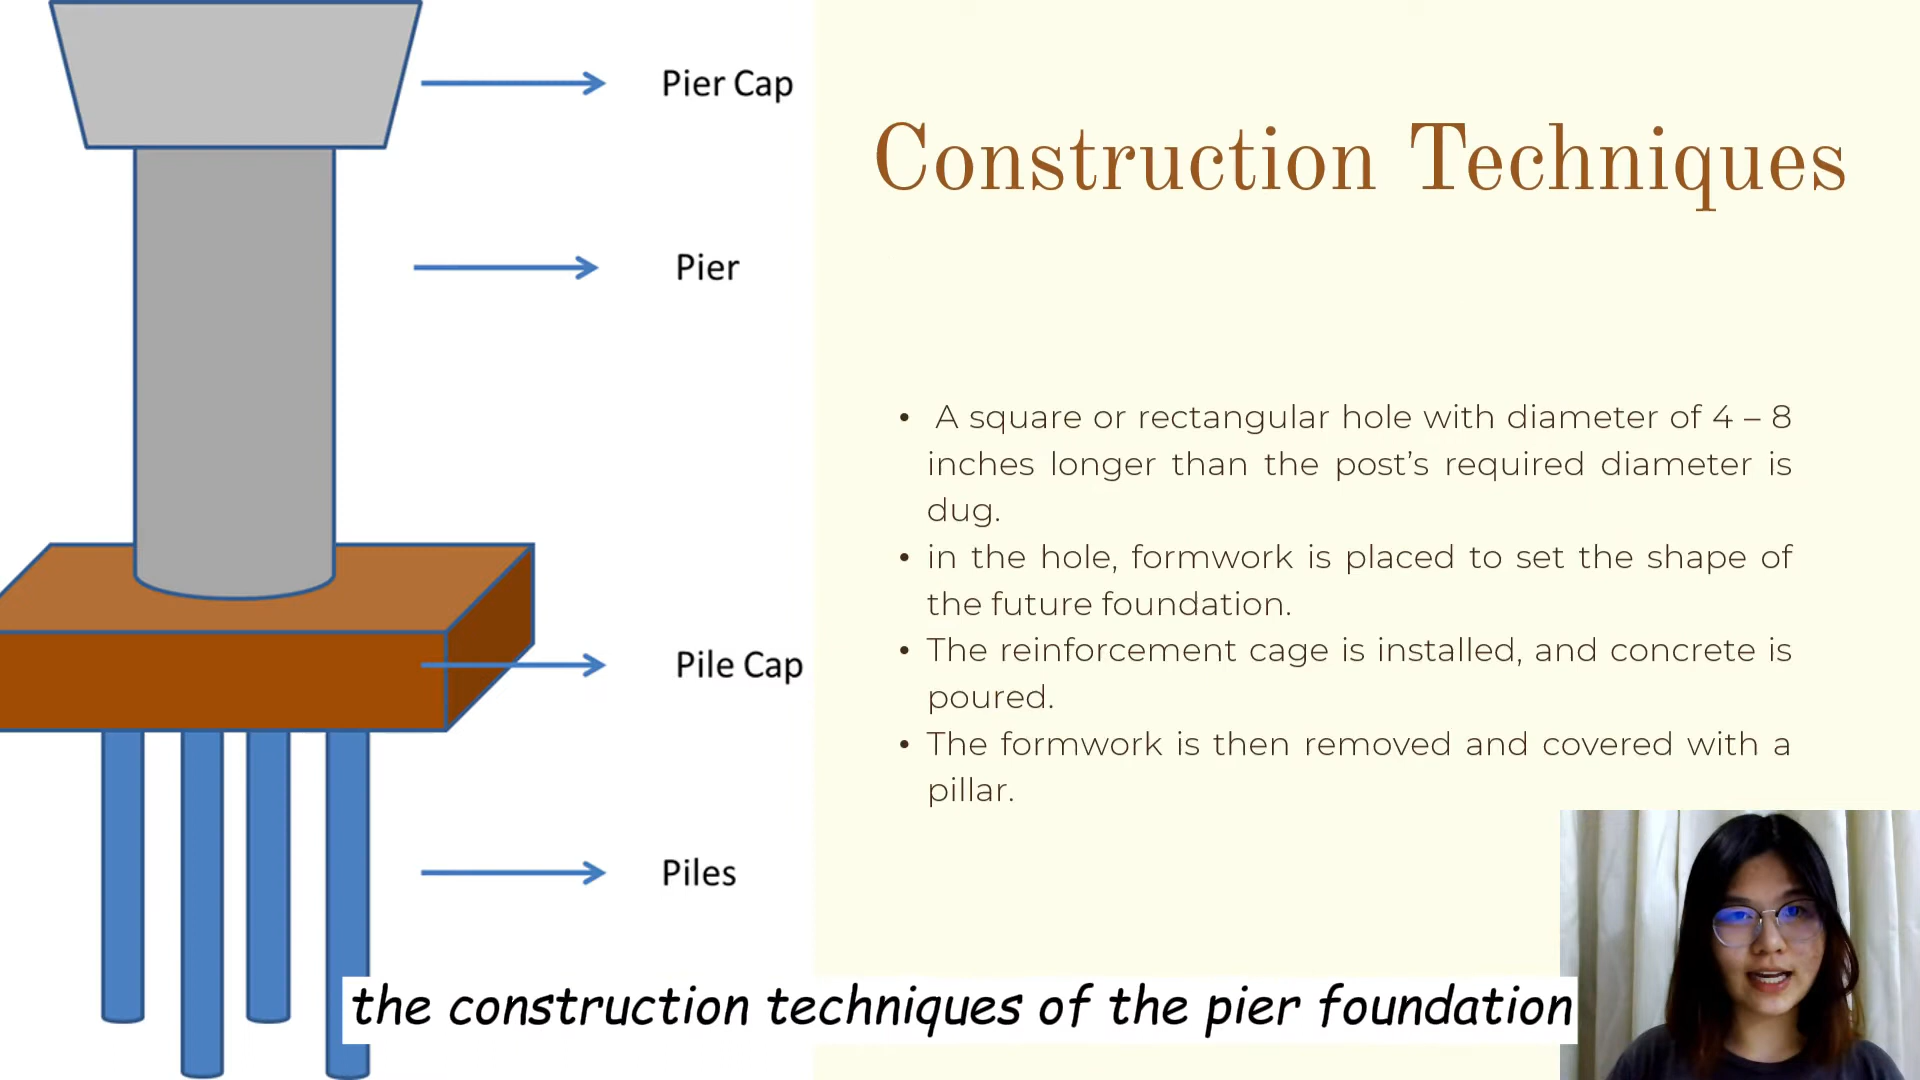 Pier Cap
Pier
Pile Cap
Piles
Construction Techniques
• A square or rectangular hole with diameter of 4 – 8
inches longer than the post’s required diameter is
dug.
• in the hole, formwork is placed to set the shape of
the future foundation.
• The reinforcement cage is installed, and concrete is
poured.
• The formwork is then removed and covered with a
pillar.
the construction techniques of the pier foundation